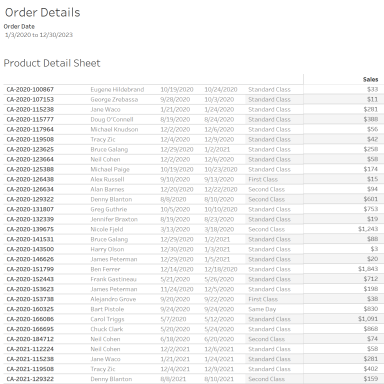 Order Details
Order Date
1/3/2020 to 12/30/2023
Product Detail Sheet
Sales
CA-2020-100867 Eugene Hildebrand 10/19/2020 10/24/2020 Standard Class $33
CA-2020-107153 George Zrebassa 9/28/2020 10/3/2020 Standard Class $11
CA-2020-115238 Jane Waco 1/21/2020 1/24/2020 Standard Class $281
CA-2020-115777 Doug O'Connell 8/19/2020 8/24/2020 Standard Class $388
CA-2020-117964 Michael Knudson 12/2/2020 12/6/2020 Standard Class $56
CA-2020-119508 Tracy Zic 12/4/2020 12/9/2020 Standard Class $42
CA-2020-123625 Bruce Galang 12/29/2020 1/2/2021 Standard Class $258
CA-2020-123664 Neil Cohen 12/2/2020 12/6/2020 Standard Class $58
CA-2020-125388 Michael Paige 10/19/2020 10/23/2020 Standard Class $174
CA-2020-126438 Alex Russell 9/10/2020 9/13/2020 First Class $15
CA-2020-126634 Alan Barnes 12/20/2020 12/22/2020 Second Class $94
CA-2020-129322 Denny Blanton 8/8/2020 8/10/2020 Second Class $601
CA-2020-131807 Greg Guthrie 10/5/2020 10/10/2020 Standard Class $753
CA-2020-132339 Jennifer Braxton 8/19/2020 8/23/2020 Standard Class $19
CA-2020-139675 Nicole Fjeld 3/13/2020 3/18/2020 Second Class $1,243
CA-2020-141531 Bruce Galang 12/29/2020 1/2/2021 Standard Class $88
CA-2020-143500 Harry Olson 12/30/2020 1/3/2021 Standard Class $3
CA-2020-146626 James Peterman 12/29/2020 1/5/2021 Standard Class $20
CA-2020-151799 Ben Ferrer 12/14/2020 12/18/2020 Standard Class $1,843
CA-2020-152443 Frank Gastineau 5/21/2020 5/26/2020 Standard Class $712
CA-2020-153623 James Peterman 11/24/2020 12/5/2020 Standard Class $198
CA-2020-153738 Alejandro Grove 9/20/2020 9/22/2020 First Class $38
CA-2020-160325 Bart Pistole 9/24/2020 9/24/2020 Same Day $830
CA-2020-166086 Carol Triggs 5/7/2020 5/12/2020 Standard Class $1,091
CA-2020-166695 Chuck Clark 5/20/2020 5/24/2020 Standard Class $868
CA-2020-184712 Neil Cohen 6/18/2020 6/20/2020 Second Class $74
CA-2021-112224 Neil Cohen 12/2/2021 12/6/2021 Standard Class $58
CA-2021-115238 Jane Waco 1/21/2021 1/24/2021 Standard Class $281
CA-2021-119508 Tracy Zic 12/4/2021 12/9/2021 Standard Class $402
CA-2021-129322 Denny Blanton 8/8/2021 8/10/2021 Second Class $159